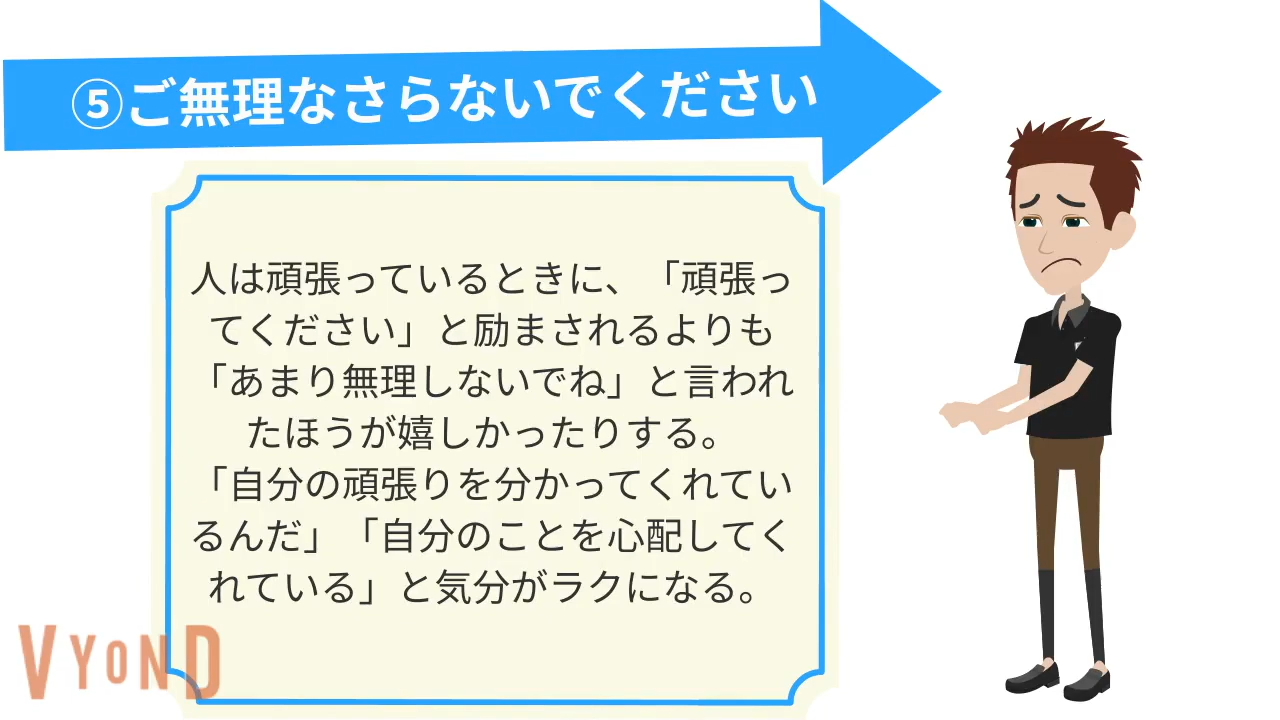 ⑤ご無理なさらないでください
人は頑張っているときに、「頑張っ
てください」と励まされるよりも
「あまり無理しないでね」と言われ
たほうが嬉しかったりする。
「自分の頑張りを分かってくれてい
るんだ」「自分のことを心配してく
れている」と気分がラクになる。
VYOND